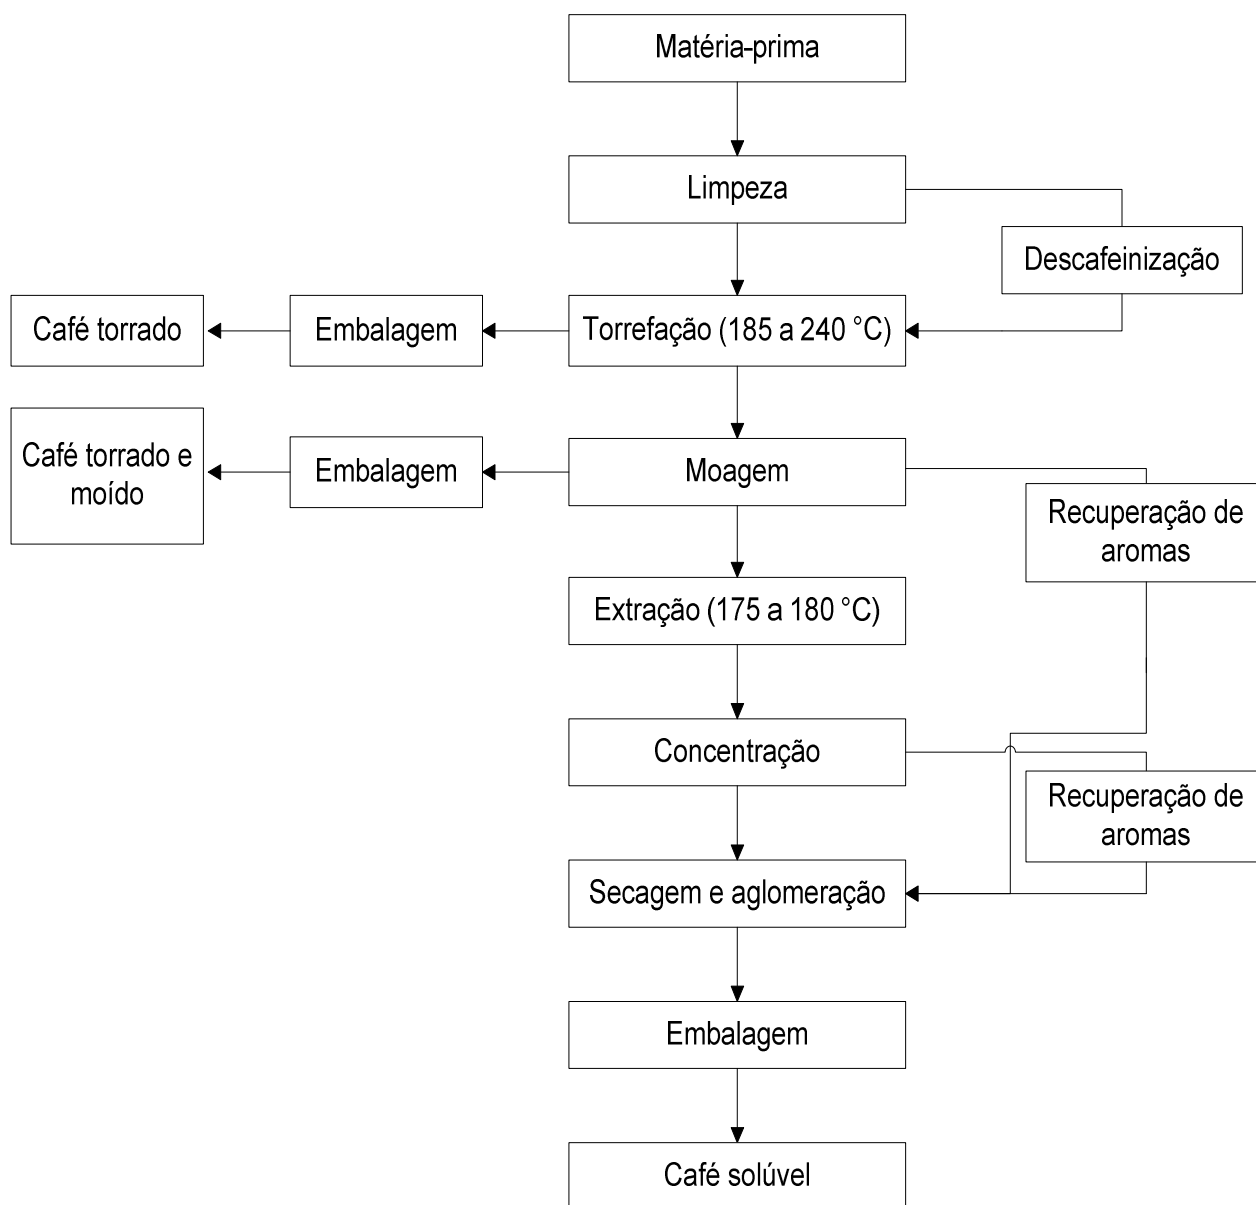 Matéria-prima
Limpeza
Descafeinização
Café torrado
Embalagem
Torrefação (185 a 240 °C)
Café torrado e
moído
Embalagem
Moagem
Recuperação de
aromas
Extração (175 a 180 °C)
Concentração
Recuperação de
aromas
Secagem e aglomeração
Embalagem
Café solúvel